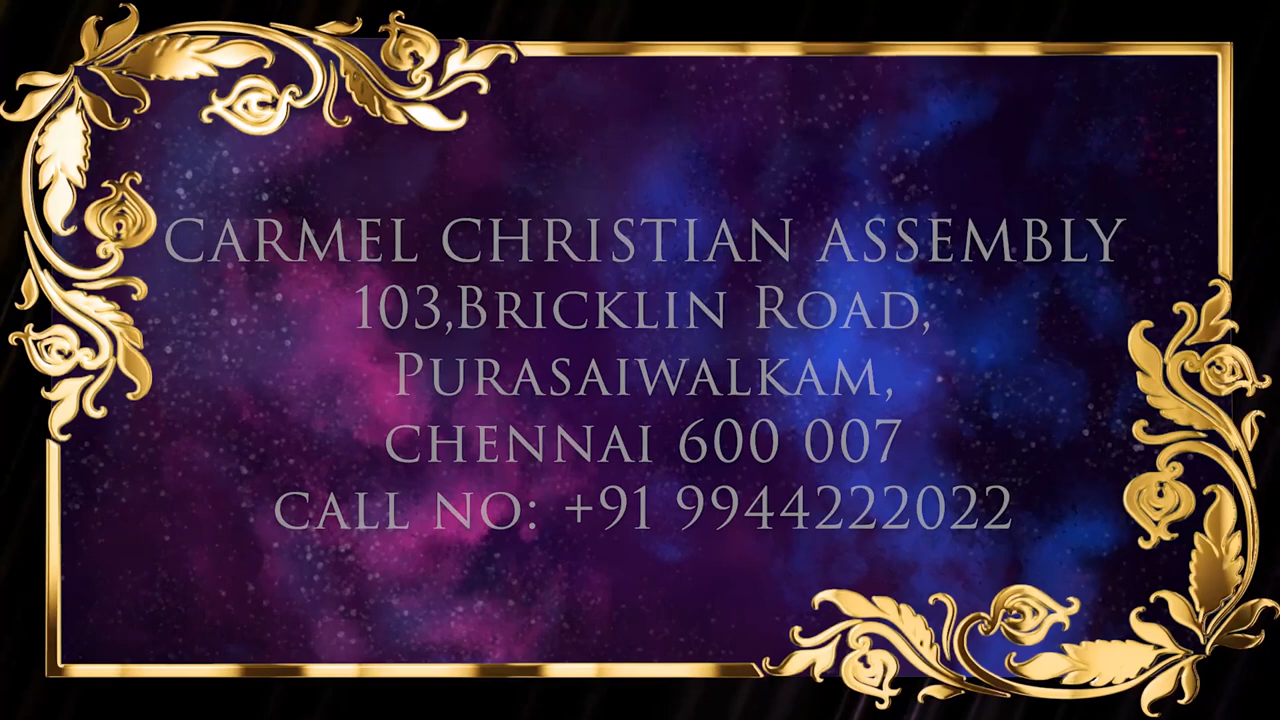 CARMEL CHRISTIAN ASSEMBLY
103,BRICKLIN ROAD,
PURASAIWALKAM,
CHENNAI 600 007
CALL NO: +91 9944222022